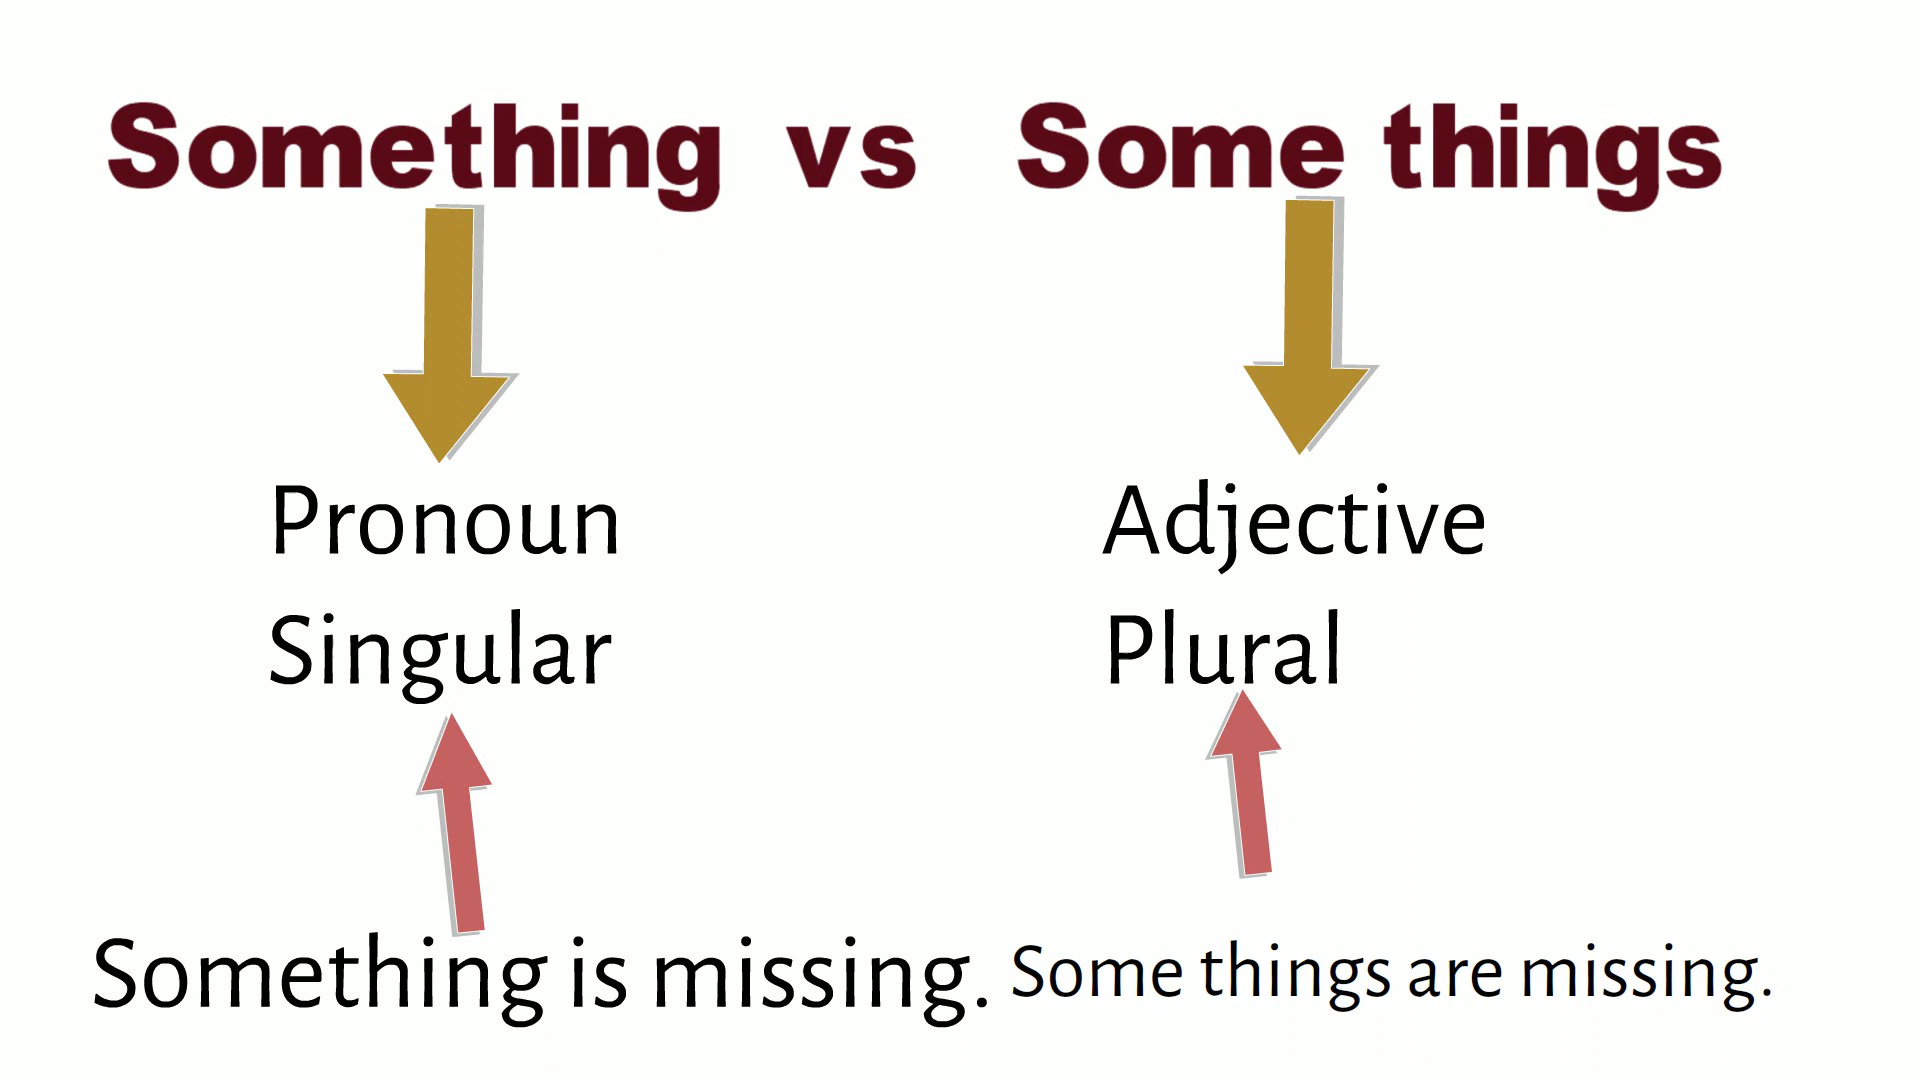 Something vs Some things
Pronoun
Singular
Adjective
Plural
Something is missing.
Some things are missing.